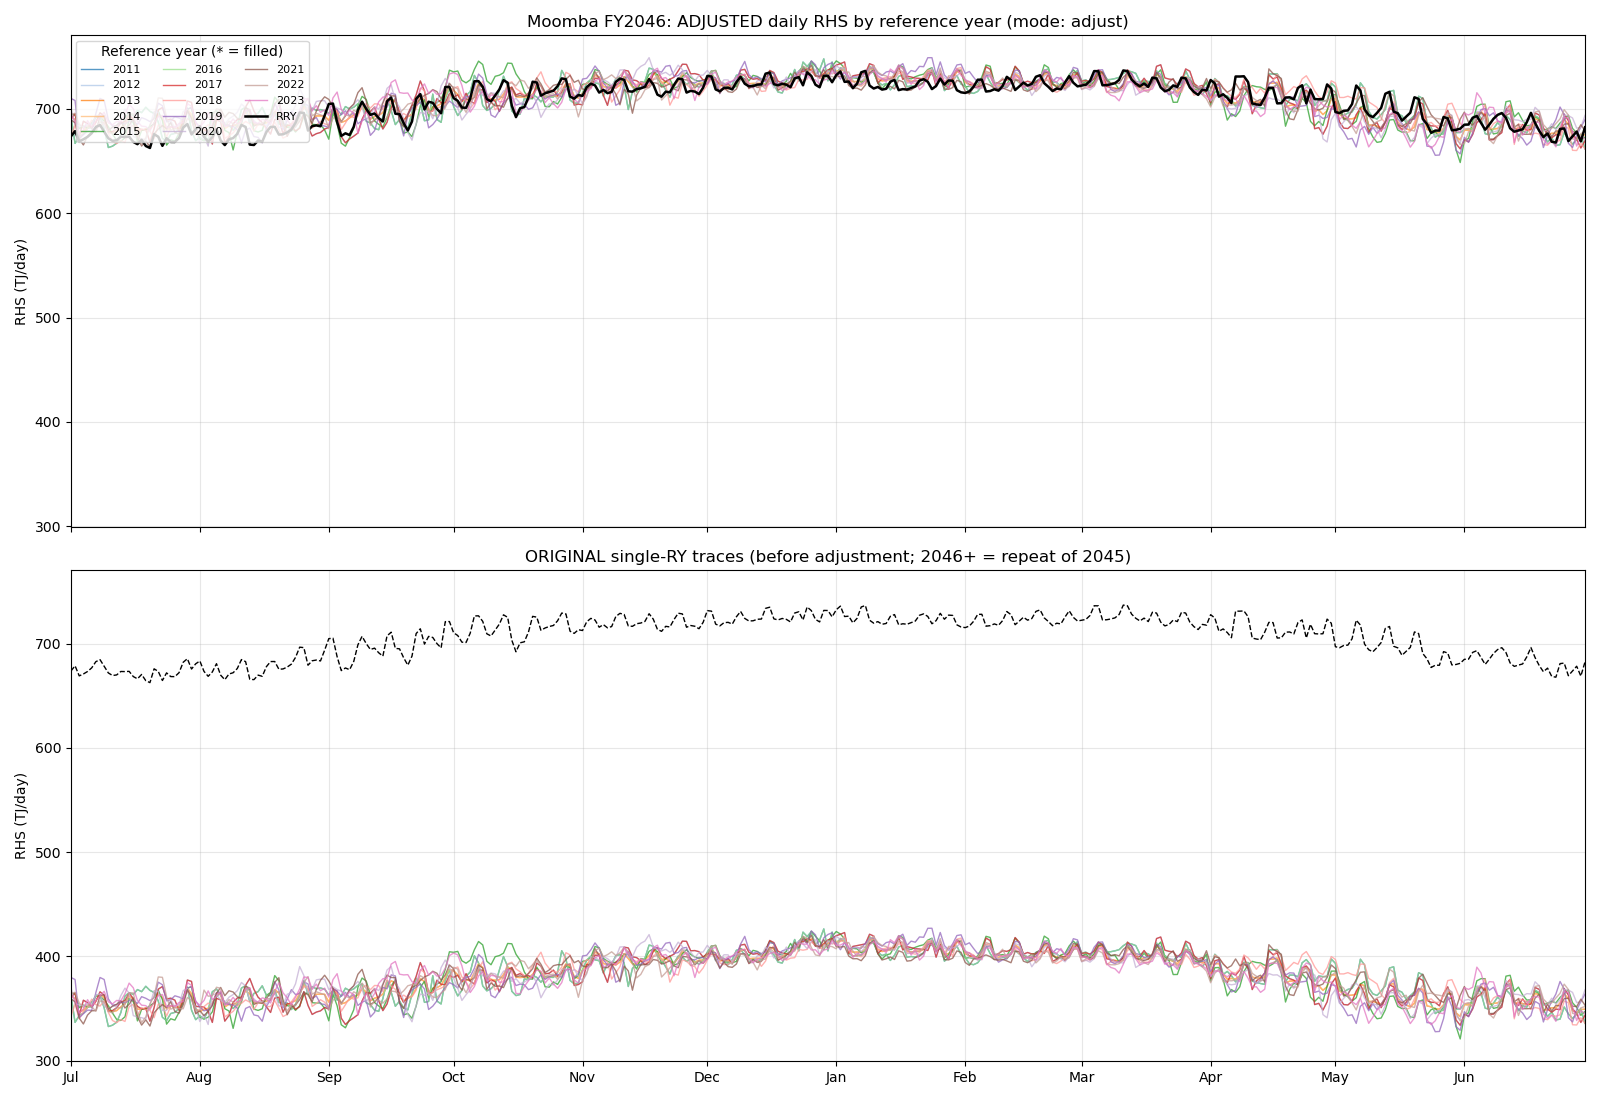 Moomba FY2046: ADJUSTED daily RHS by reference year (mode: adjust)
Reference year (* = filled)
2011 2016 2021
2012 2017 2022
2013 2018 2023
2014 2019 RRY
2015 2020
RHS (TJ/day)
700
600
500
400
300
ORIGINAL single-RY traces (before adjustment; 2046+ = repeat of 2045)
RHS (TJ/day)
700
600
500
400
300
Jul Aug Sep Oct Nov Dec Jan Feb Mar Apr May Jun